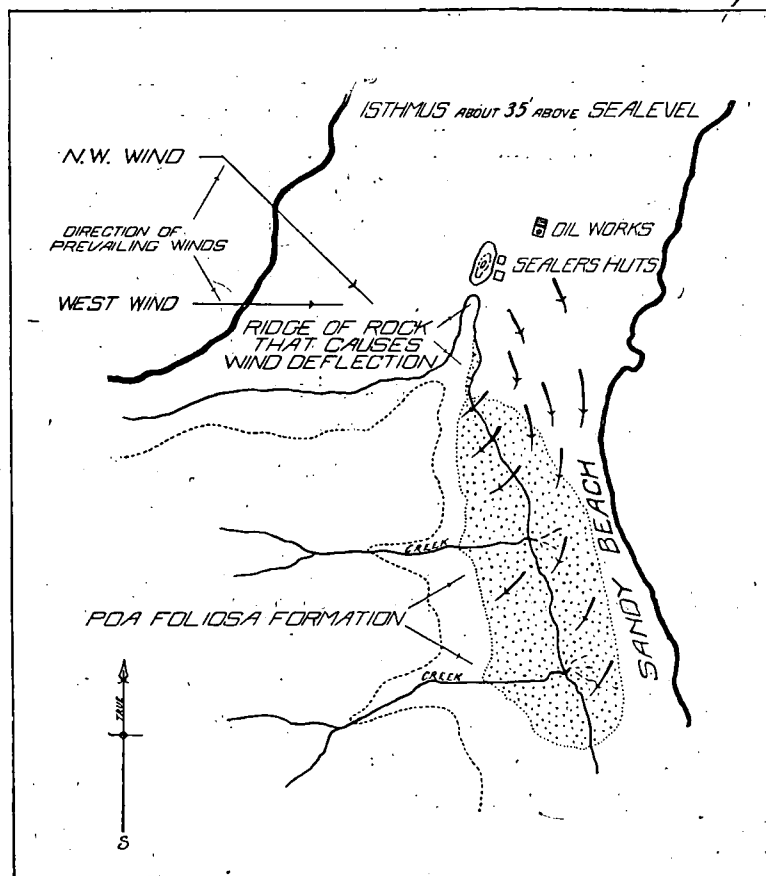 ISTHMUS ABOUT 35' ABOVE SEALEVEL
N.W. WIND
DIRECTION OF
PREVAILING WINDS
WEST WIND
OIL WORKS
SEALERS HUTS
RIDGE OF ROCK
THAT CAUSES
WIND DEFLECTION
SANDY BEACH
CREEK
POA FOLIOSA FORMATION
CREEK
TRUE
S